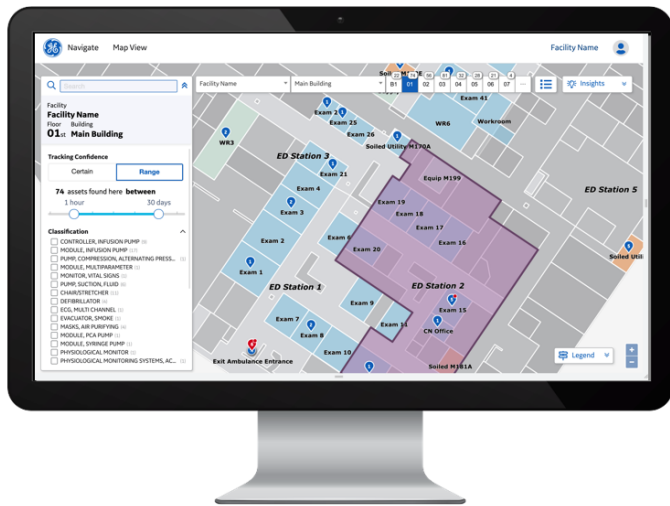 Navigate Map View
Facility Name
Search
Facility
Facility Name
Floor Building
01st Main Building
Tracking Confidence
Certain Range
74 assets found here between
1 hour 30 days
Classification
CONTROLLER, INFUSION PUMP
MODULE, INFUSION PUMP
PUMP, COMPRESSION, ALTERNATING PRESS...
MODULE, MULTIPARAMETER
MONITOR, VITAL SIGNS
PUMP, SUCTION, FLUID
CHAIR/STRETCHER
DEFIBRILLATOR
ECG, MULTI CHANNEL
EVACUATOR, SMOKE
MASKS, AIR PURIFYING
MODULE, PCA PUMP
MODULE, SYRINGE PUMP
PHYSIOLOGICAL MONITOR
PHYSIOLOGICAL MONITORING SYSTEMS, AC...
Facility Name Main Building
B1 01 02 03 04 05 06 07 ...
Insights
Exam 41
WR6 Workroom
Exam 25
Exam 26
WR3
Soiled Utility M170A
ED Station 3
Exam 21
Equip M199
ED Station 5
Exam 4
Exam 19
Exam 3
Exam 18
Exam 17
Exam 2
Exam 16
Exam 20
Soiled Util
Exam 1
ED Station 1
ED Station 2
Exam 9
Exam 15
Exam 7
CN Office
Exam 8
Exam 11
Exam 10
Exit Ambulance Entrance
Soiled M181A
Legend
+
−